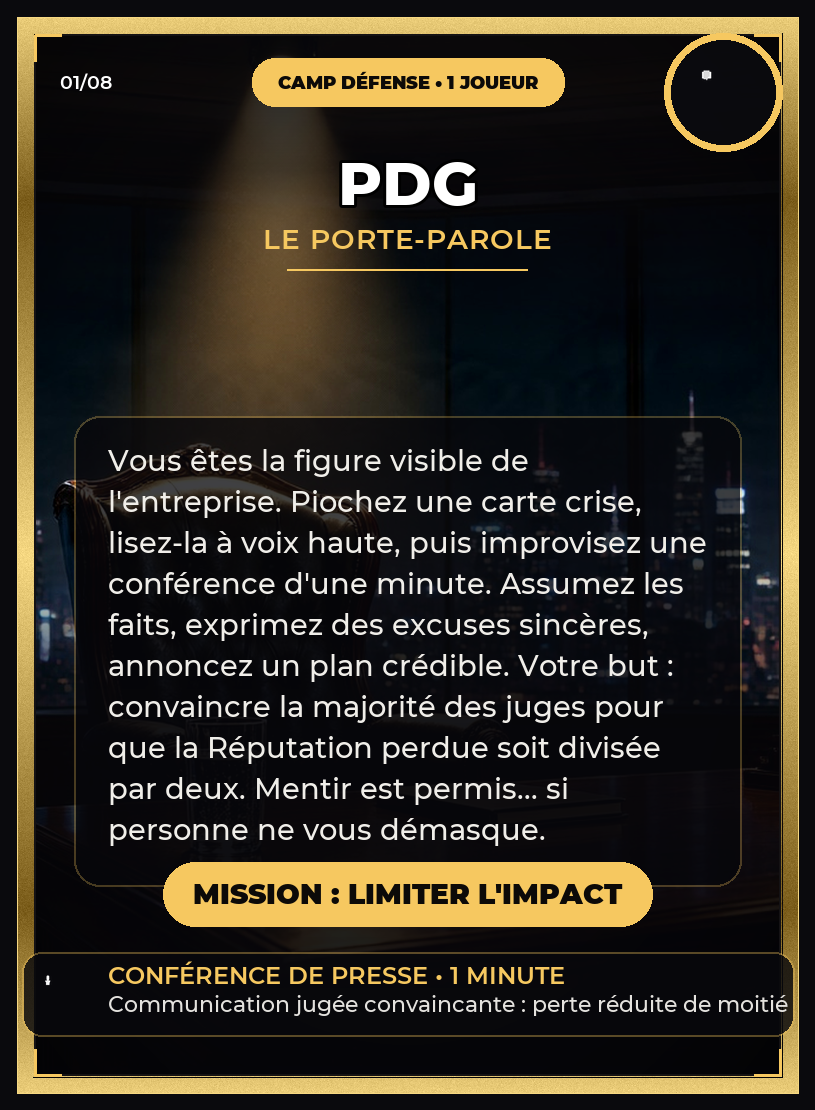 01/08
CAMP DÉFENSE • 1 JOUEUR
PDG
LE PORTE-PAROLE
Vous êtes la figure visible de
l'entreprise. Piochez une carte crise,
lisez-la à voix haute, puis improvisez une
conférence d'une minute. Assumez les
faits, exprimez des excuses sincères,
annoncez un plan crédible. Votre but :
convaincre la majorité des juges pour
que la Réputation perdue soit divisée
par deux. Mentir est permis... si
personne ne vous démasque.
MISSION : LIMITER L'IMPACT
CONFÉRENCE DE PRESSE • 1 MINUTE
Communication jugée convaincante : perte réduite de moitié